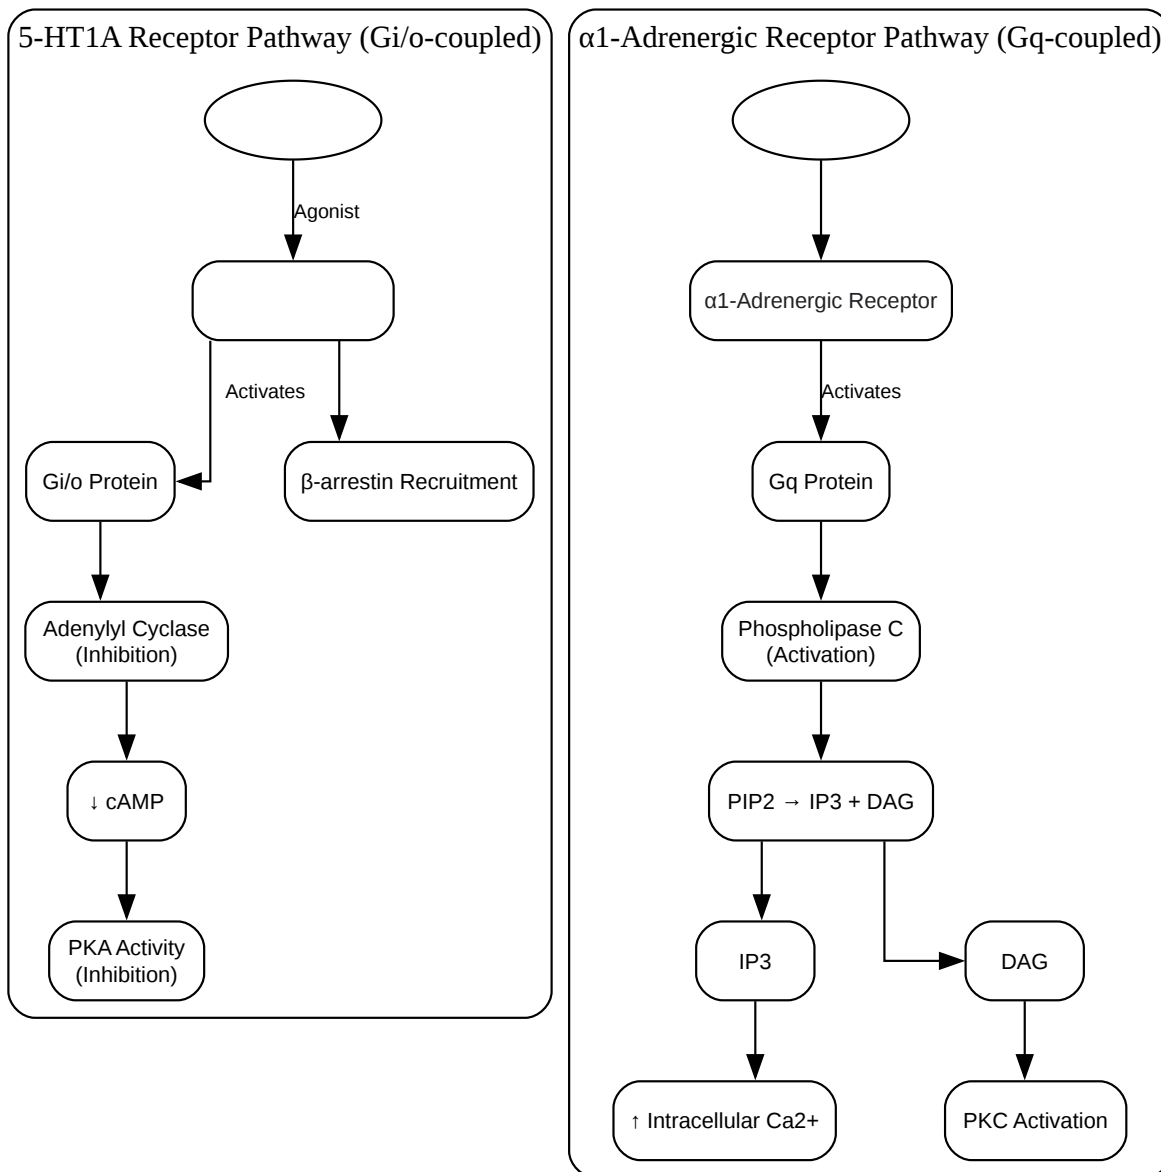 5-HT1A Receptor Pathway (Gi/o-coupled)
Agonist
Activates
Gi/o Protein
β-arrestin Recruitment
Adenylyl Cyclase
(Inhibition)
↓ cAMP
PKA Activity
(Inhibition)
α1-Adrenergic Receptor Pathway (Gq-coupled)
α1-Adrenergic Receptor
Activates
Gq Protein
Phospholipase C
(Activation)
PIP2 → IP3 + DAG
IP3
DAG
↑ Intracellular Ca2+
PKC Activation